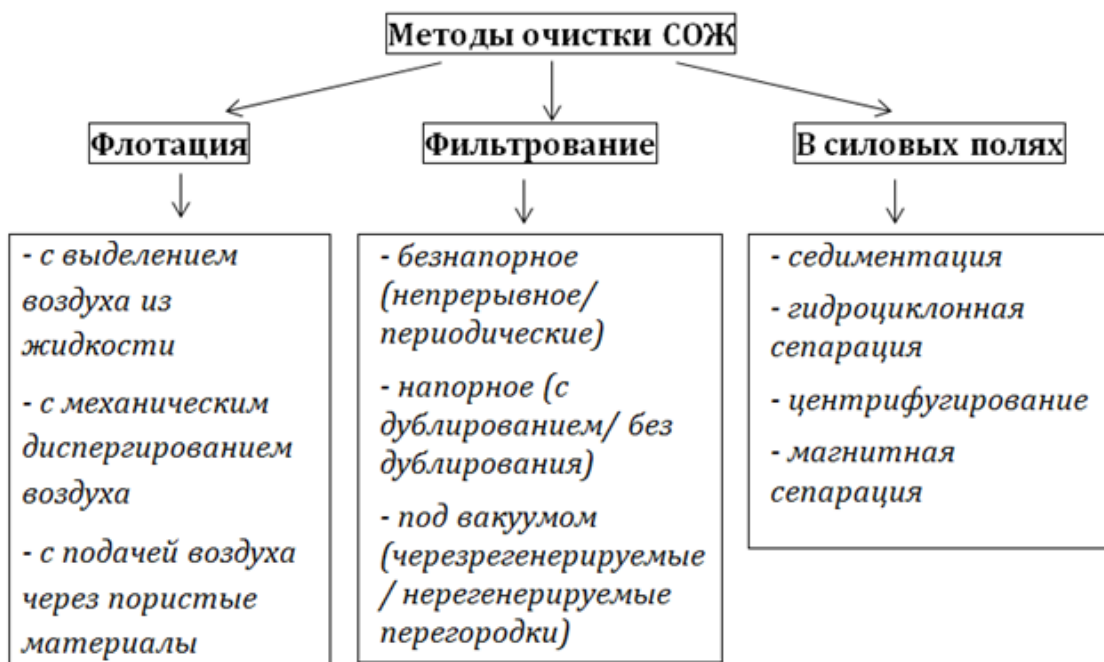 Методы очистки СОЖ
Флотация
Фильтрование
В силовых полях
- с выделением
воздуха из
жидкости
- с механическим
диспергированием
воздуха
- с подачей воздуха
через пористые
материалы
- безнапорное
(непрерывное/
периодические)
- напорное (с
дублированием/ без
дублирования)
- под вакуумом
(черезрегенерируемые
/ нерегенерируемые
перегородки)
- седиментация
- гидроциклонная
сепарация
- центрифугирование
- магнитная
сепарация